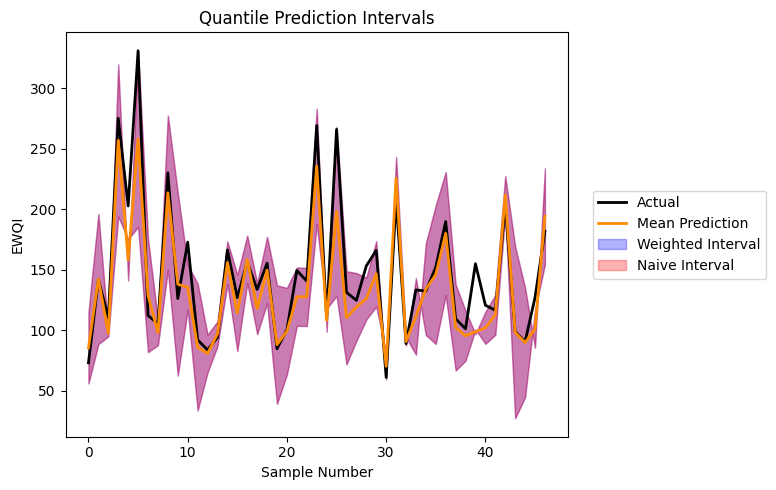 Quantile Prediction Intervals
EWQI
300
250
200
150
100
50
0
10
20
30
40
Sample Number
Actual
Mean Prediction
Weighted Interval
Naive Interval